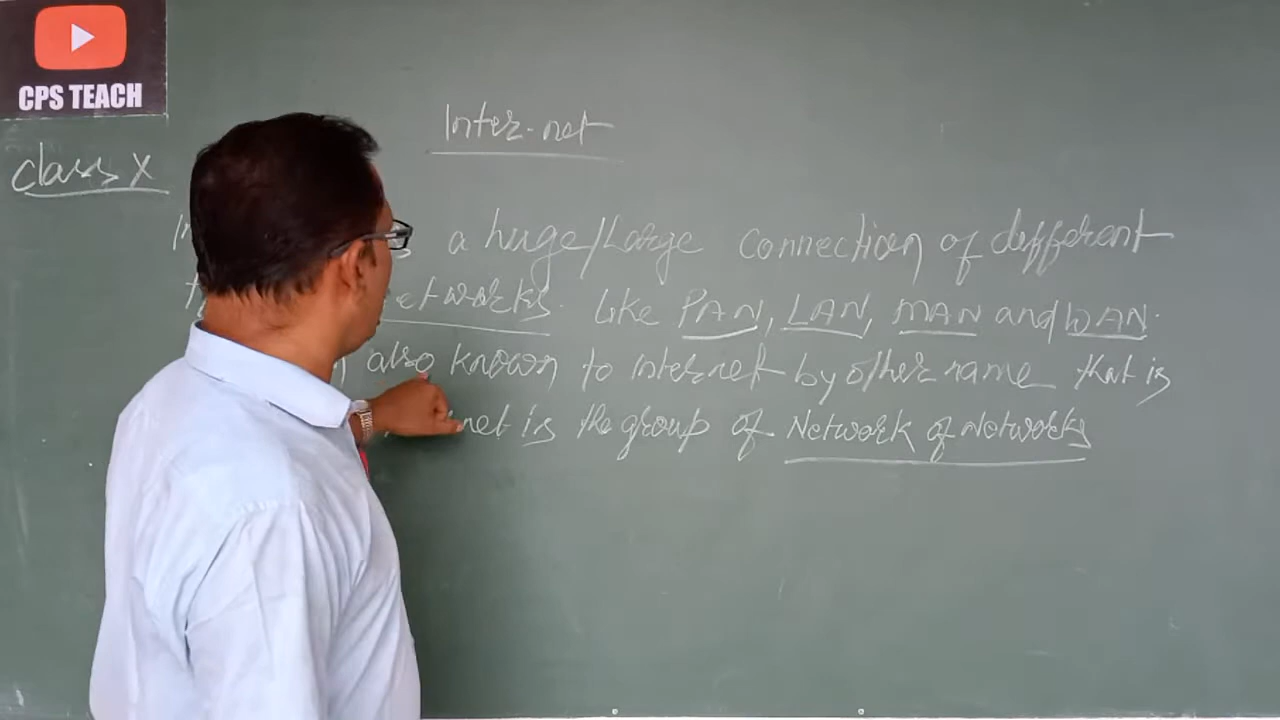 CPS TEACH
Inter-net
class X
a huge/Large connection of different
Networks. like PAN, LAN, MAN and WAN.
also known to internet by other name that is
net is the group of Network of Networks